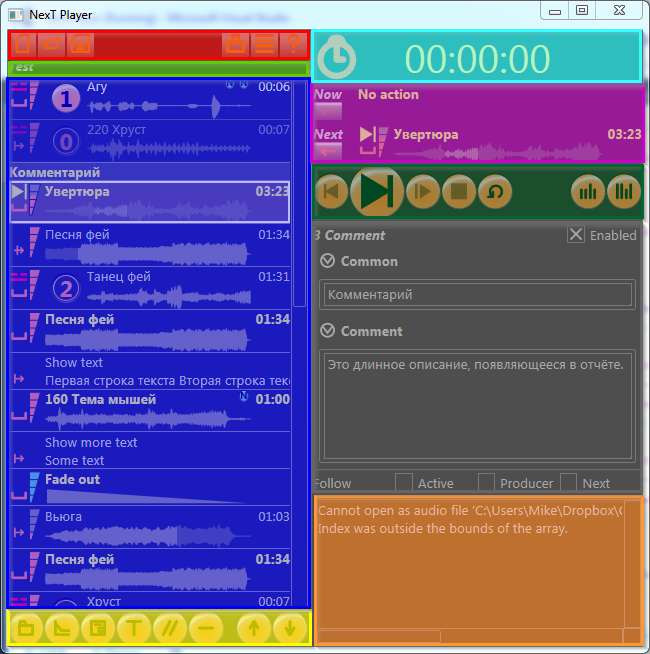 NexT Player
Test
00:00:00
1
Агу
00:06
0
220 Хруст
00:07
Комментарий
Увертюра
03:23
Песня фей
01:34
2
Танец фей
01:31
Песня фей
01:34
Show text
Первая строка текста Вторая строка тек
160 Тема мышей
01:00
Show more text
Some text
Fade out
Вьюга
01:03
Песня фей
01:34
Хруст
00:07
Now
No action
Next
Увертюра
03:23
3 Comment
Enabled
Common
Комментарий
Comment
Это длинное описание, появляющееся в отчёте.
Follow
Active
Producer
Next
Cannot open as audio file 'C:\Users\Mike\Dropbox\
Index was outside the bounds of the array.